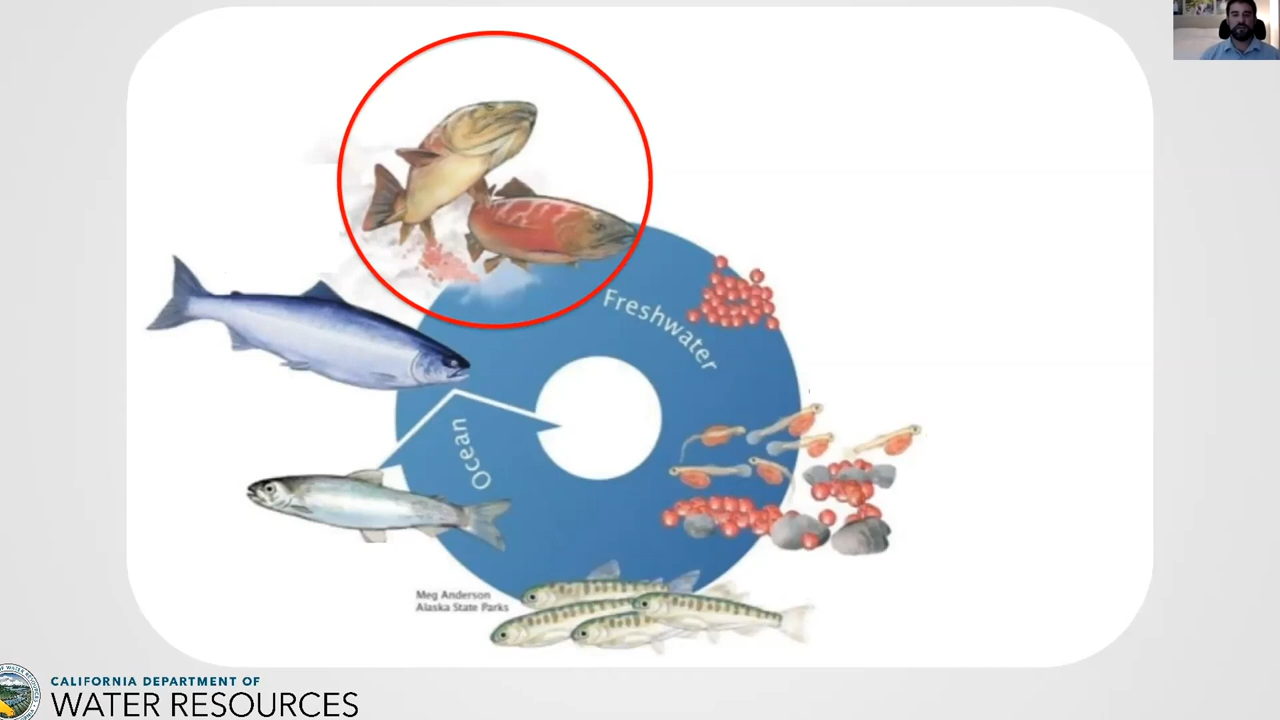 Freshwater
Ocean
Meg Anderson
Alaska State Parks
CALIFORNIA DEPARTMENT OF
WATER RESOURCES